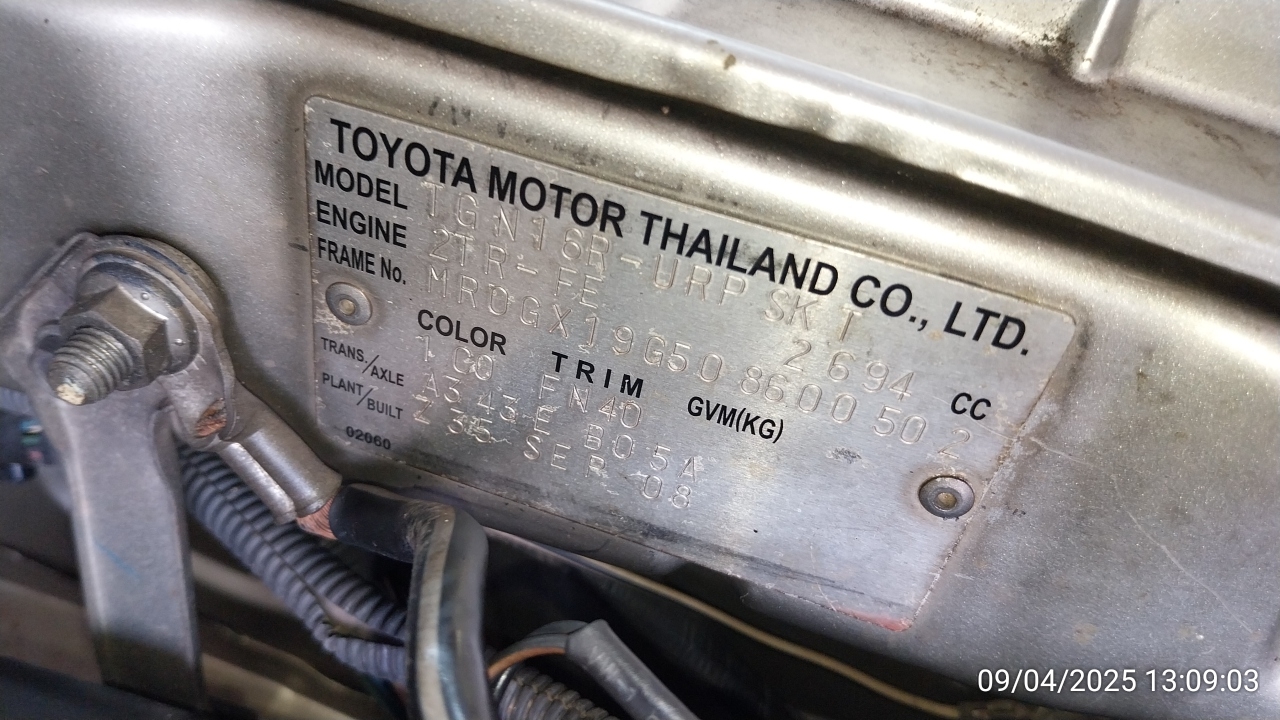 TOYOTA MOTOR THAILAND CO., LTD.
MODEL TGN16R-URPSKT
ENGINE 2TR-FE 2694 CC
FRAME No. MR0GX19G508600502
COLOR 1C0 TRIM FN40 GVM(KG)
TRANS./AXLE A343E B05A
PLANT/BUILT Z35- SEP 08
02060
09/04/2025 13:09:03